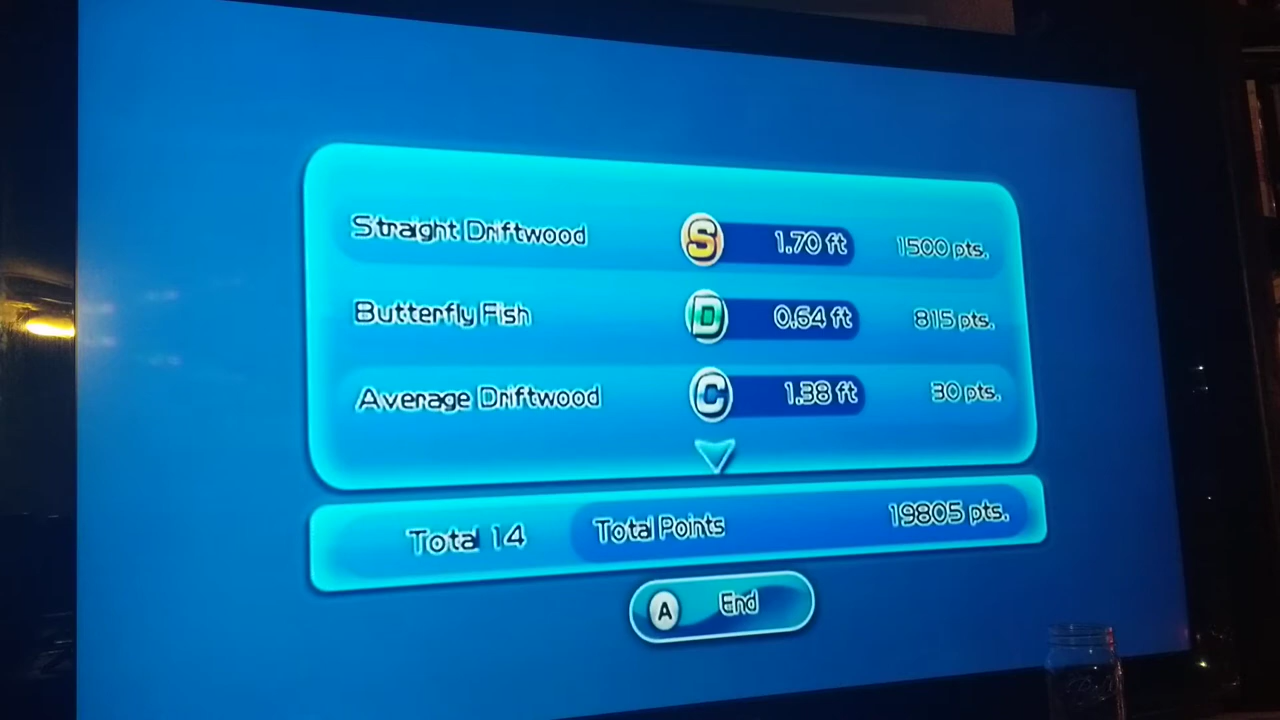 Straight Driftwood S 1.70 ft 1500 pts.
Butterfly Fish D 0.64 ft 815 pts.
Average Driftwood C 1.38 ft 30 pts.
Total 14 Total Points 19805 pts.
A End